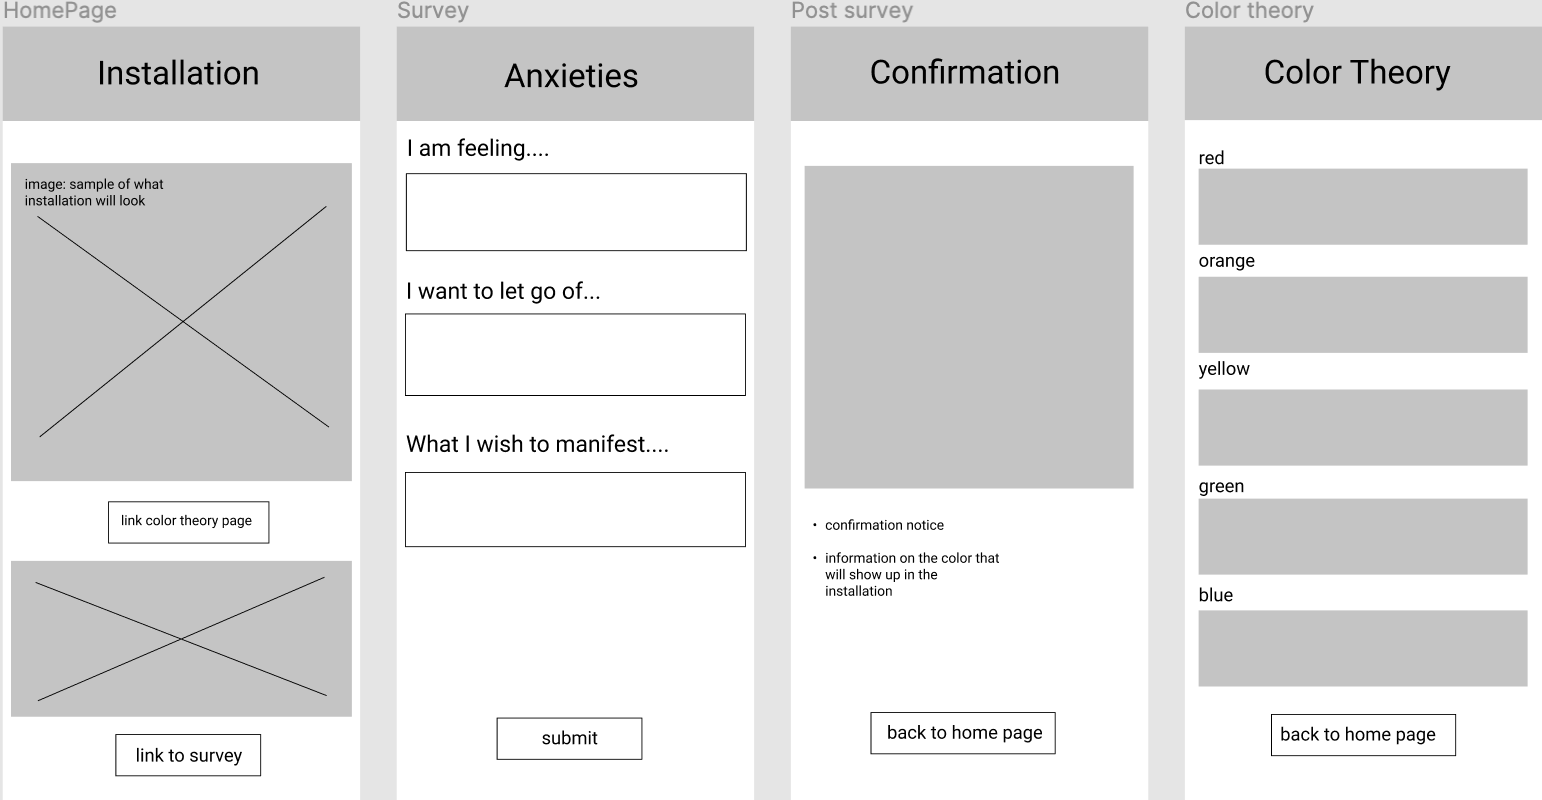 HomePage
Installation
image: sample of what
installation will look
link color theory page
link to survey
Survey
Anxieties
I am feeling....
I want to let go of...
What I wish to manifest....
submit
Post survey
Confirmation
• confirmation notice
• information on the color that
will show up in the
installation
back to home page
Color theory
Color Theory
red
orange
yellow
green
blue
back to home page